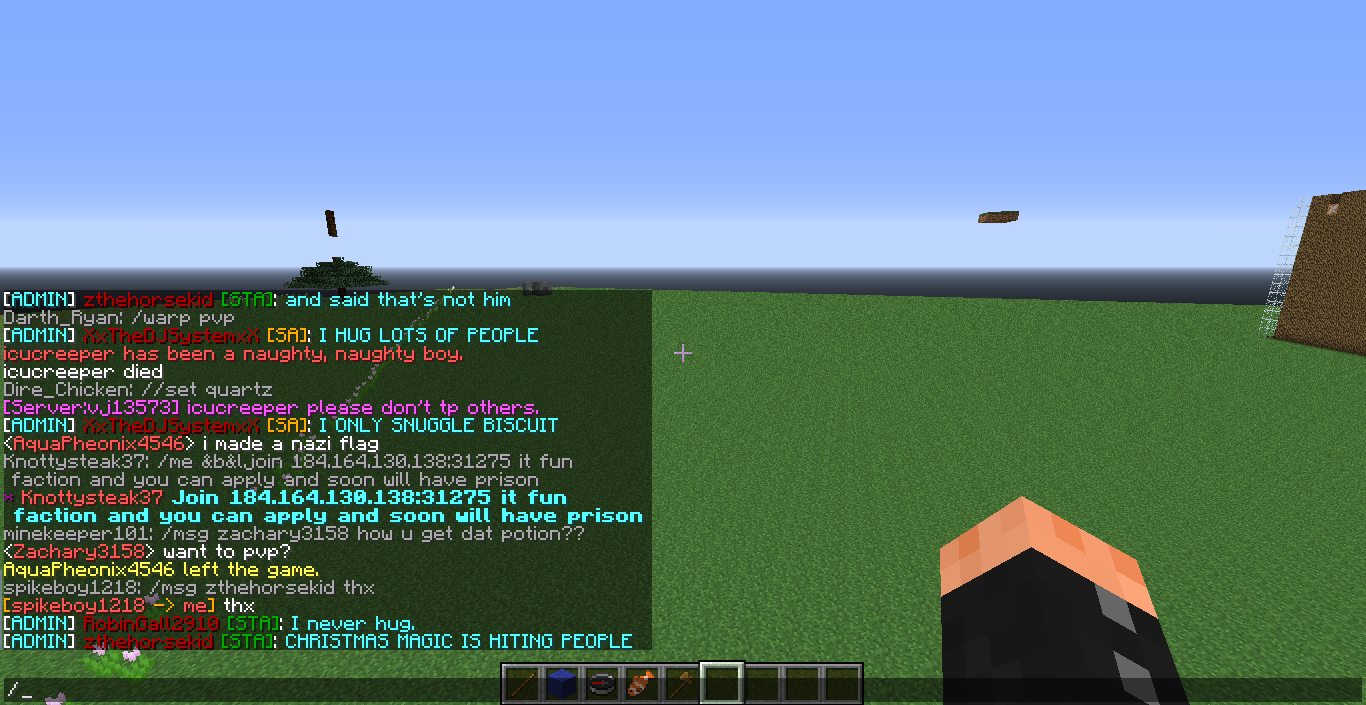 [ADMIN] zthehorsekid [STA]: and said that's not him
Darth_Ryan: /warp pvp
[ADMIN] XxTheDJSystemxX [SA]: I HUG LOTS OF PEOPLE
icucreeper has been a naughty, naughty boy.
icucreeper died
Dire_Chicken: //set quartz
[Server:vj13573] icucreeper please don't tp others.
[ADMIN] XxTheDJSystemxX [SA]: I ONLY SNUGGLE BISCUIT
<AquaPheonix4546> i made a nazi flag
Knottysteak37: /me &b&ljoin 184.164.130.138:31275 it fun
faction and you can apply and soon will have prison
* Knottysteak37 Join 184.164.130.138:31275 it fun
faction and you can apply and soon will have prison
minekeeper101: /msg zachary3158 how u get dat potion??
<Zachary3158> want to pvp?
AquaPheonix4546 left the game.
spikeboy1218: /msg zthehorsekid thx
[spikeboy1218 -> me] thx
[ADMIN] RobinGall2910 [STA]: I never hug.
[ADMIN] zthehorsekid [STA]: CHRISTMAS MAGIC IS HITING PEOPLE
/_